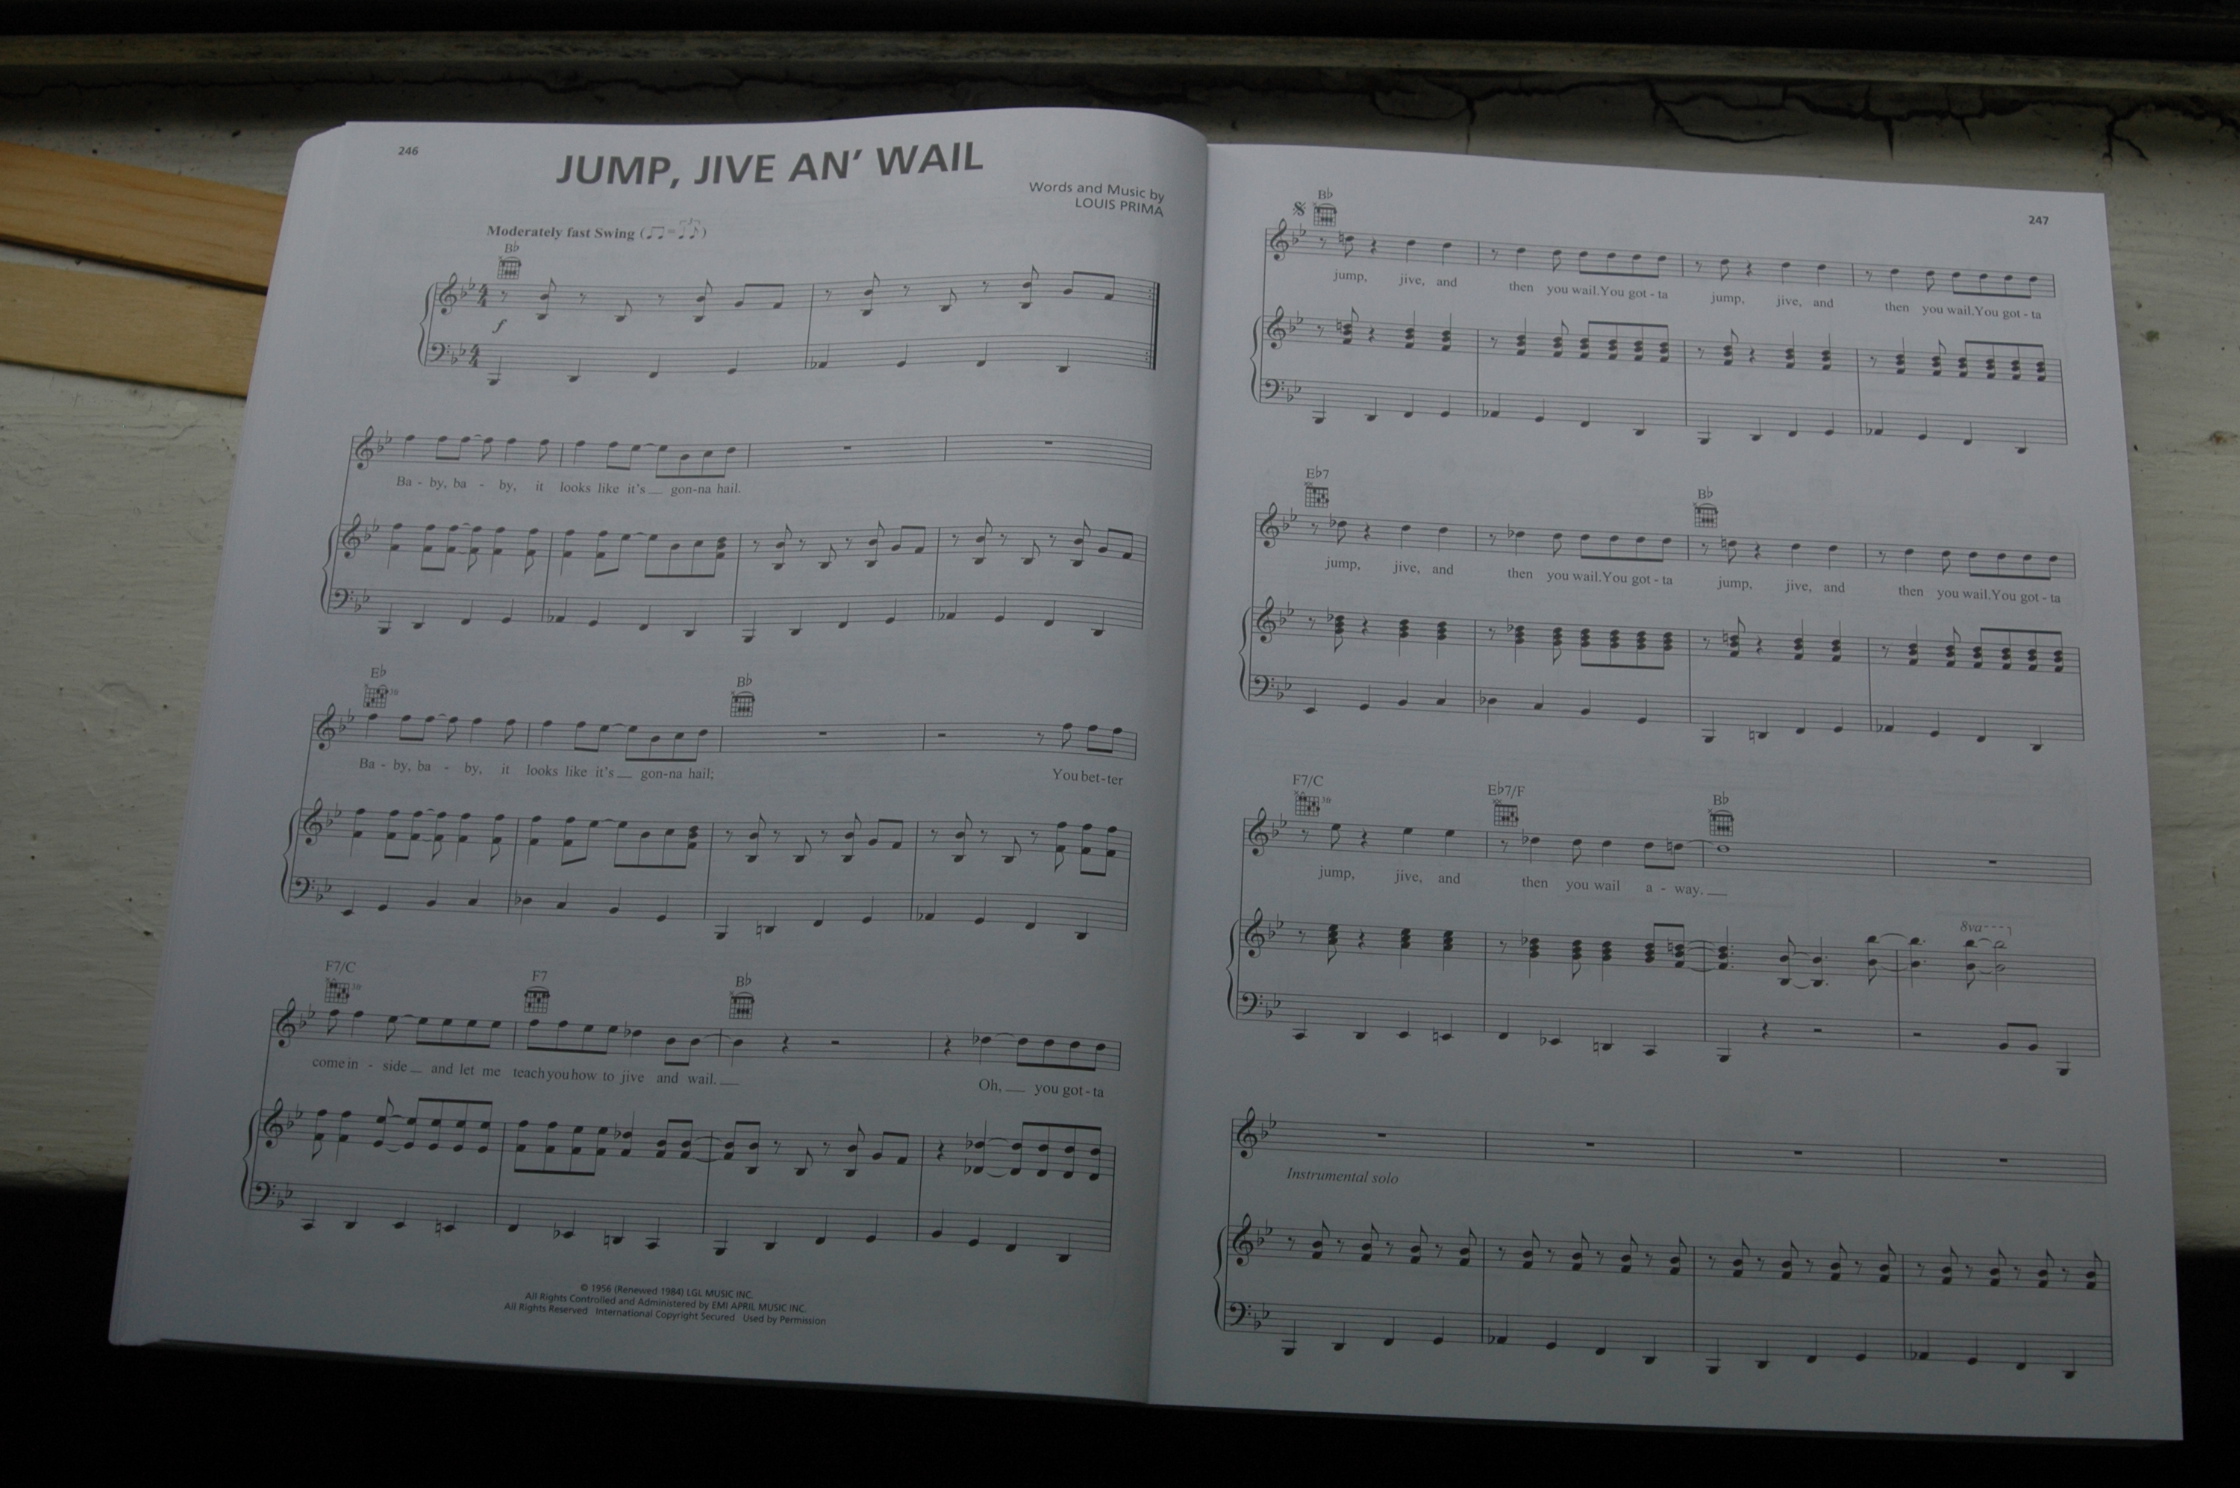 246
JUMP, JIVE AN' WAIL
Words and Music by
LOUIS PRIMA
Moderately fast Swing
B♭
f
Ba - by, ba - by, it looks like it's gon-na hail.
E♭ B♭
Ba - by, ba - by, it looks like it's gon-na hail; You bet-ter
F7/C F7 B♭
come in - side and let me teach you how to jive and wail. Oh, you got-ta
© 1956 (Renewed 1984) LGL MUSIC INC.
All Rights Controlled and Administered by EMI APRIL MUSIC INC.
All Rights Reserved International Copyright Secured Used by Permission
247
B♭
jump, jive, and then you wail. You got - ta jump, jive, and then you wail. You got - ta
E♭7 B♭
jump, jive, and then you wail. You got - ta jump, jive, and then you wail. You got - ta
F7/C E♭7/F B♭
jump, jive, and then you wail a - way.
8va
Instrumental solo